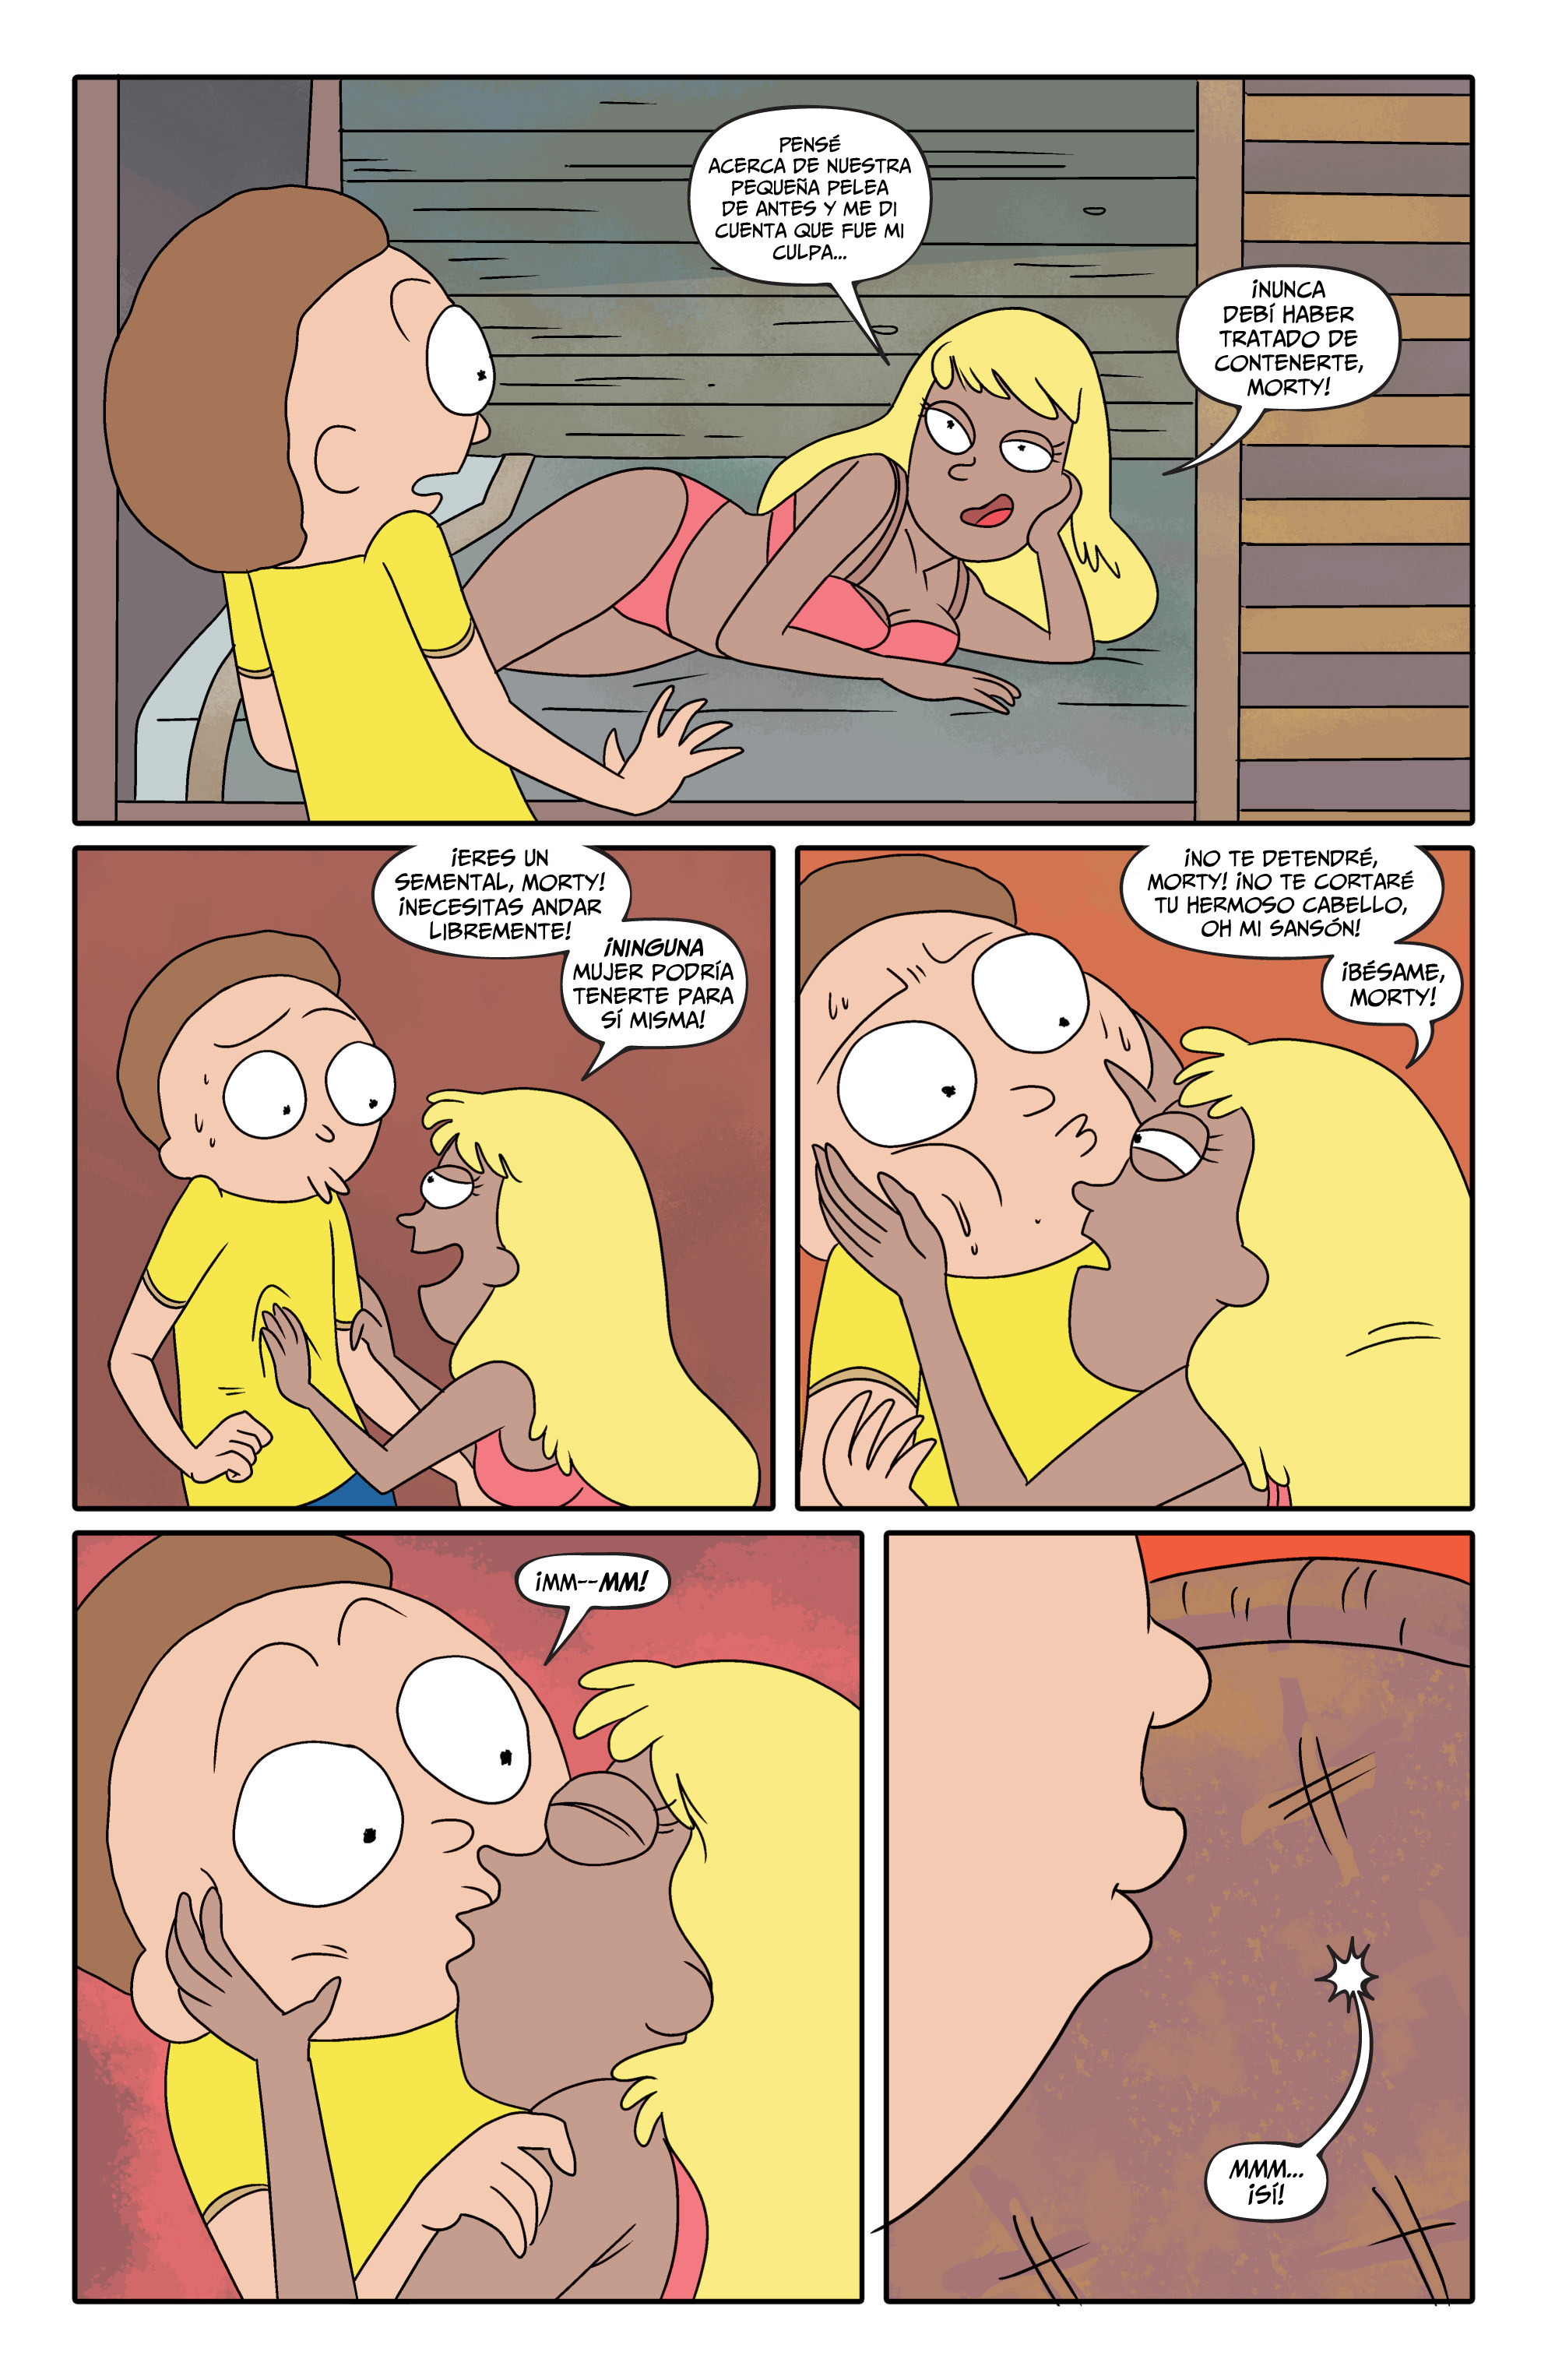 PENSÉ
ACERCA DE NUESTRA
PEQUEÑA PELEA
DE ANTES Y ME DI
CUENTA QUE FUE MI
CULPA...
¡NUNCA
DEBÍ HABER
TRATADO DE
CONTENERTE,
MORTY!
¡ERES UN
SEMENTAL, MORTY!
¡NECESITAS ANDAR
LIBREMENTE!
¡NINGUNA
MUJER PODRÍA
TENERTE PARA
SÍ MISMA!
¡NO TE DETENDRÉ,
MORTY! ¡NO TE CORTARÉ
TU HERMOSO CABELLO,
OH MI SANSÓN!
¡BÉSAME,
MORTY!
¡MM--MM!
MMM...
¡SÍ!